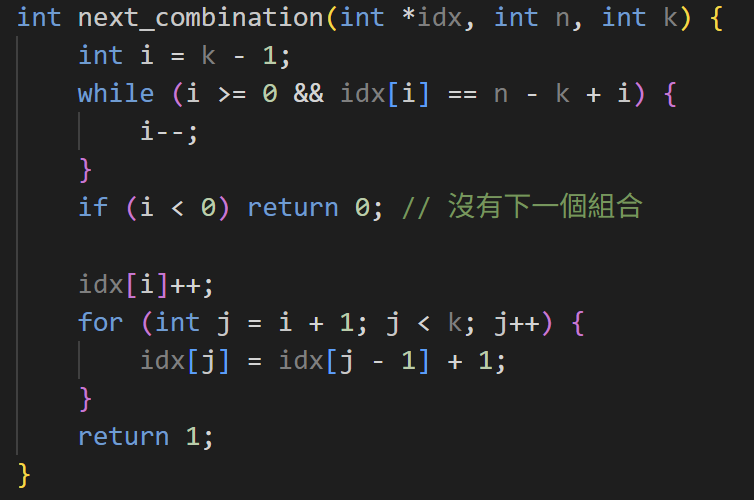 int next_combination(int *idx, int n, int k) {
    int i = k - 1;
    while (i >= 0 && idx[i] == n - k + i) {
        i--;
    }
    if (i < 0) return 0; // 沒有下一個組合

    idx[i]++;
    for (int j = i + 1; j < k; j++) {
        idx[j] = idx[j - 1] + 1;
    }
    return 1;
}